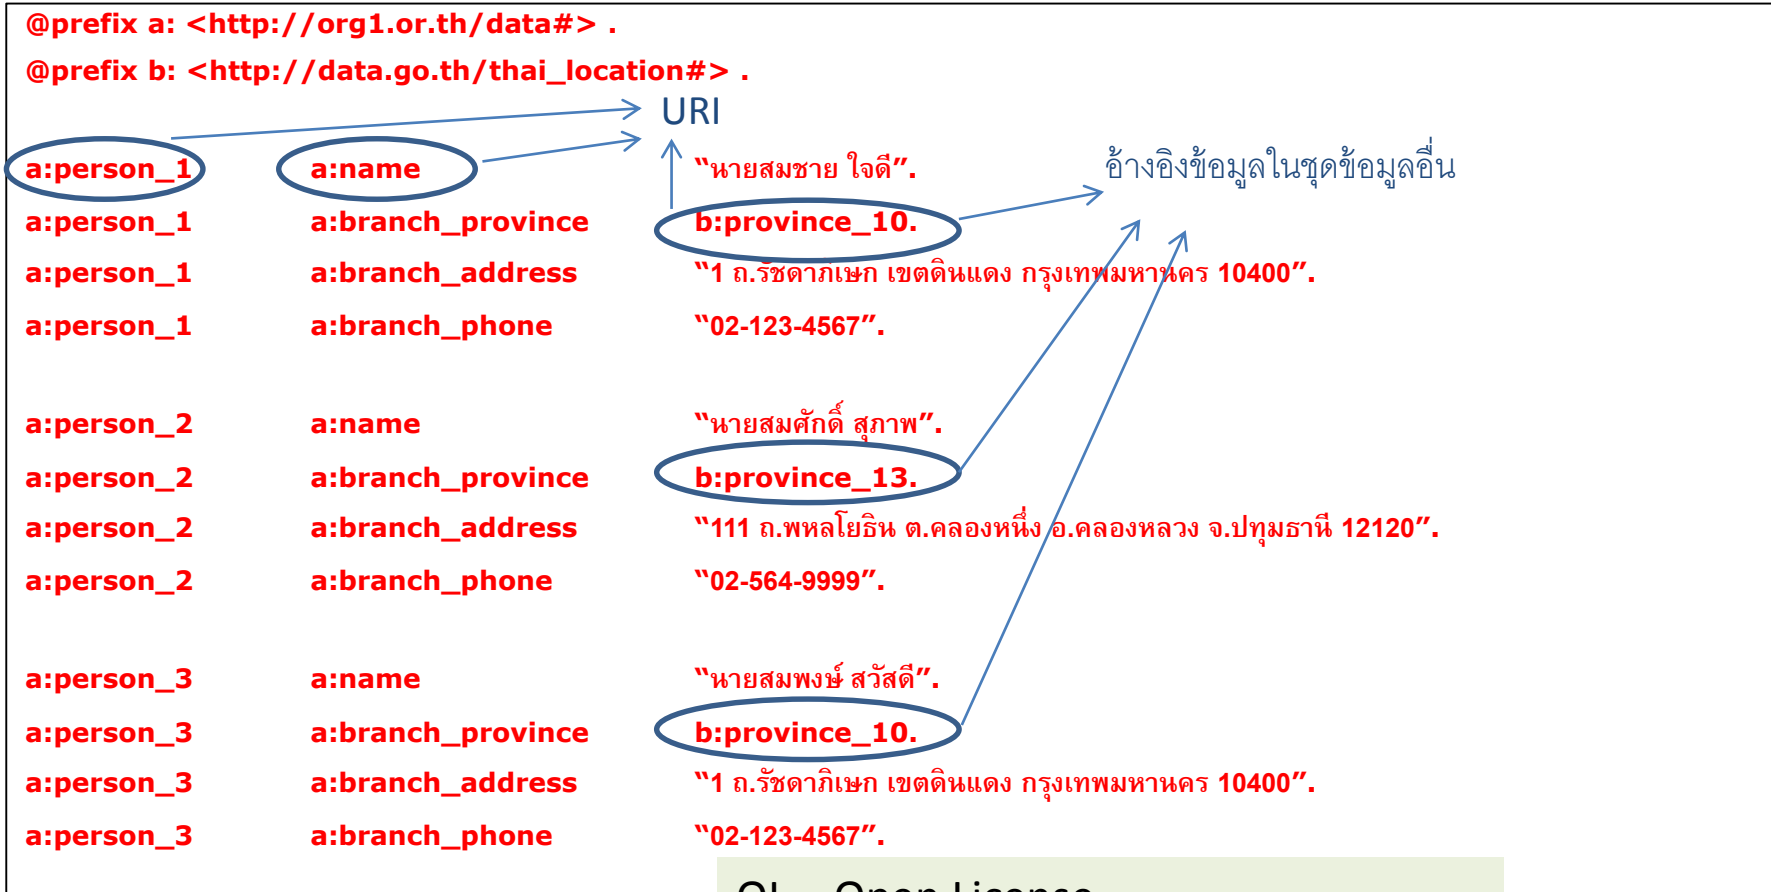 @prefix a: <http://org1.or.th/data#> .
@prefix b: <http://data.go.th/thai_location#> .
URI
a:person_1 a:name “นายสมชาย ใจดี”. อ้างอิงข้อมูลในชุดข้อมูลอื่น
a:person_1 a:branch_province b:province_10.
a:person_1 a:branch_address “1 ถ.รัชดาภิเษก เขตดินแดง กรุงเทพมหานคร 10400”.
a:person_1 a:branch_phone “02-123-4567”.
a:person_2 a:name “นายสมศักดิ์ สุภาพ”.
a:person_2 a:branch_province b:province_13.
a:person_2 a:branch_address “111 ถ.พหลโยธิน ต.คลองหนึ่ง อ.คลองหลวง จ.ปทุมธานี 12120”.
a:person_2 a:branch_phone “02-564-9999”.
a:person_3 a:name “นายสมพงษ์ สวัสดี”.
a:person_3 a:branch_province b:province_10.
a:person_3 a:branch_address “1 ถ.รัชดาภิเษก เขตดินแดง กรุงเทพมหานคร 10400”.
a:person_3 a:branch_phone “02-123-4567”.
Open License